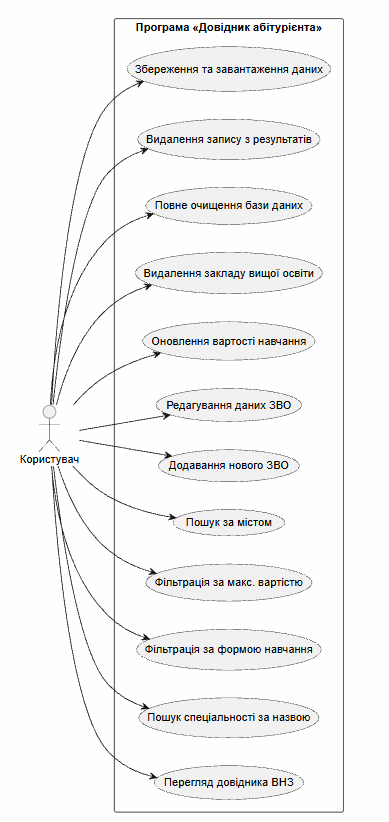 Програма «Довідник абітурієнта»
Збереження та завантаження даних
Видалення запису з результатів
Повне очищення бази даних
Видалення закладу вищої освіти
Оновлення вартості навчання
Редагування даних ЗВО
Користувач
Додавання нового ЗВО
Пошук за містом
Фільтрація за макс. вартістю
Фільтрація за формою навчання
Пошук спеціальності за назвою
Перегляд довідника ВНЗ